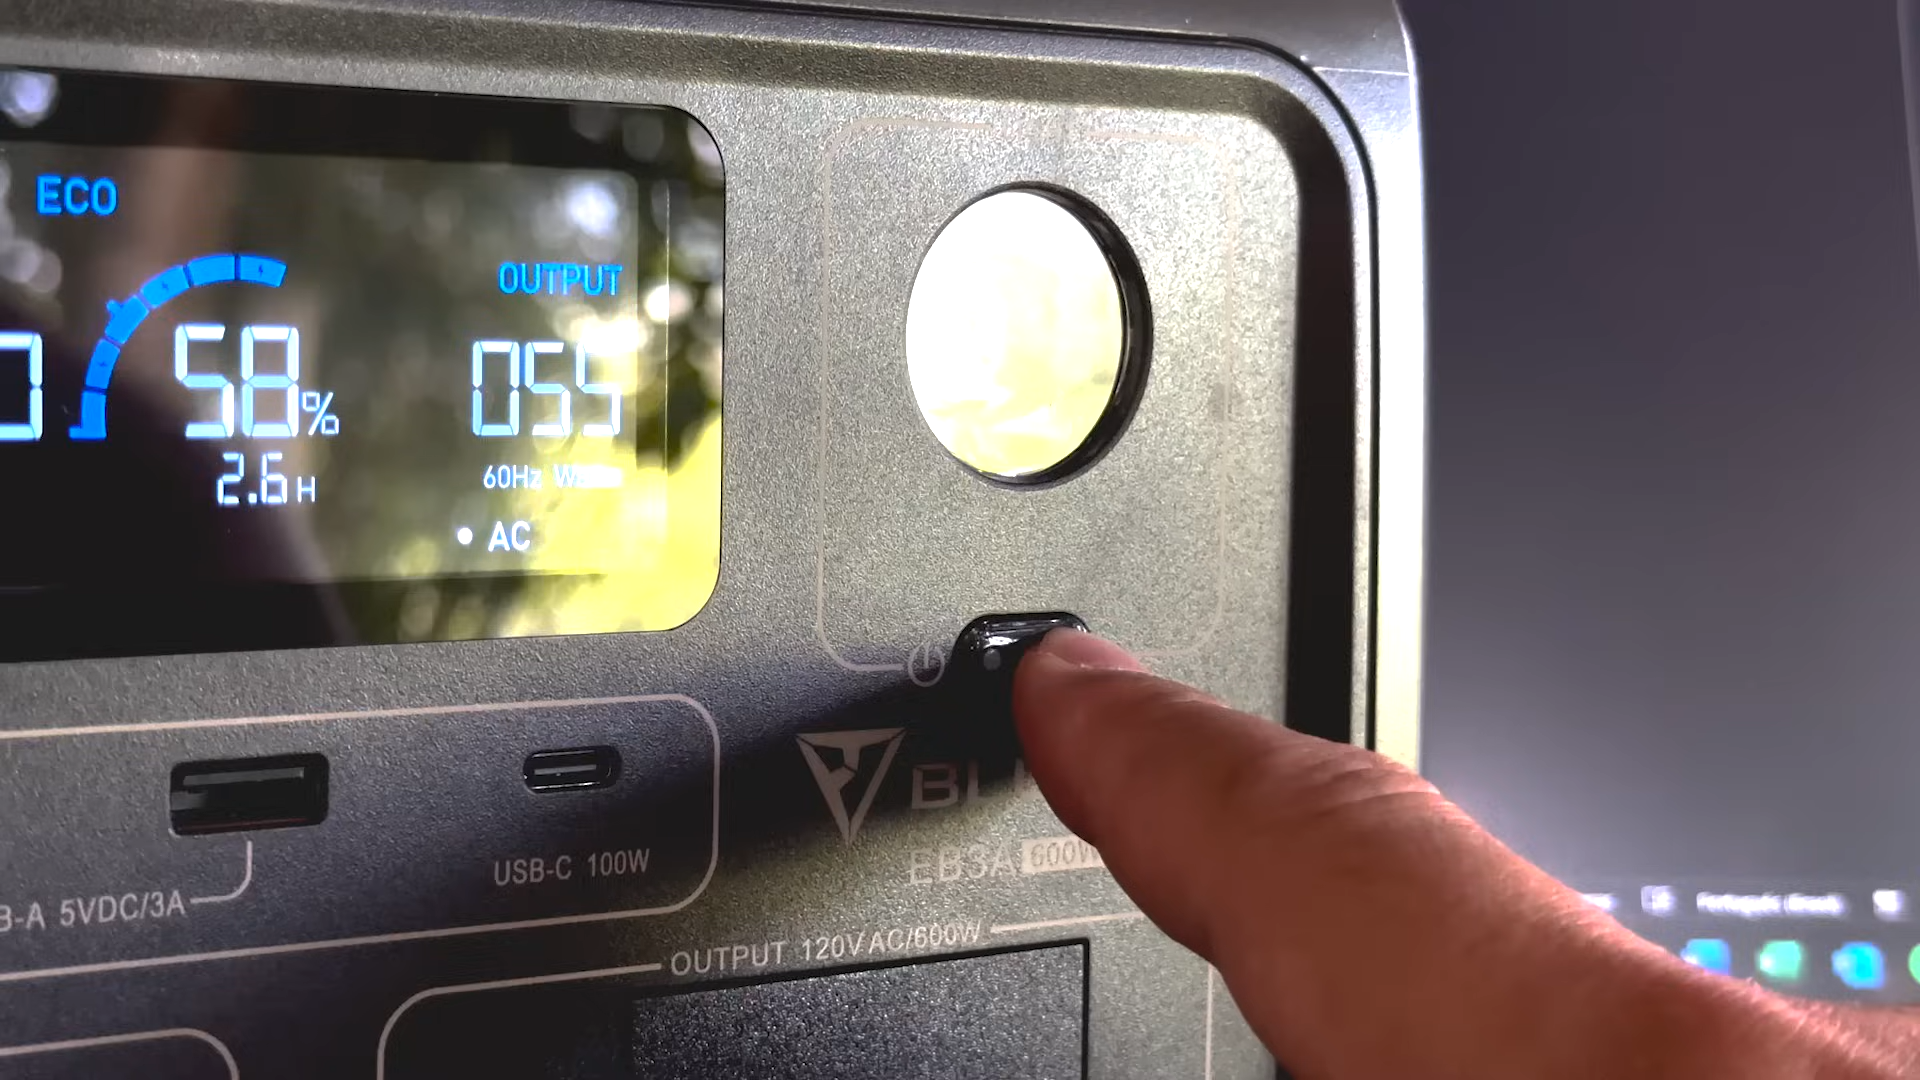 ECO
OUTPUT
58%
055
2.6H
60Hz
AC
USB-C 100W
5VDC/3A
EB3A 600W
OUTPUT 120VAC/600W